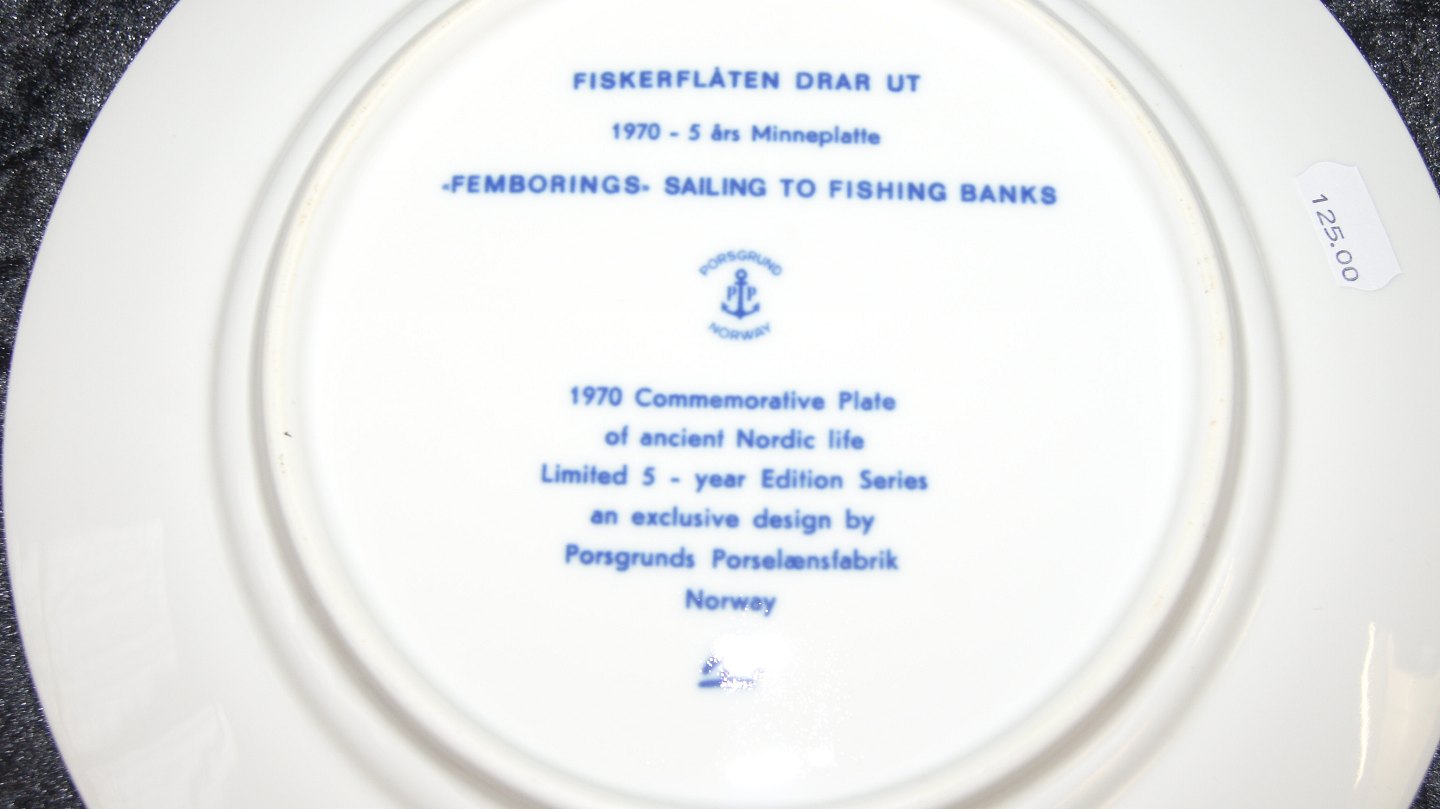 FISKERFLÅTEN DRAR UT
1970 - 5 års Minneplatte
«FEMBORINGS» SAILING TO FISHING BANKS
PORSGRUND
P P
NORWAY
1970 Commemorative Plate
of ancient Nordic life
Limited 5 - year Edition Series
an exclusive design by
Porsgrunds Porselænsfabrik
Norway
125.00